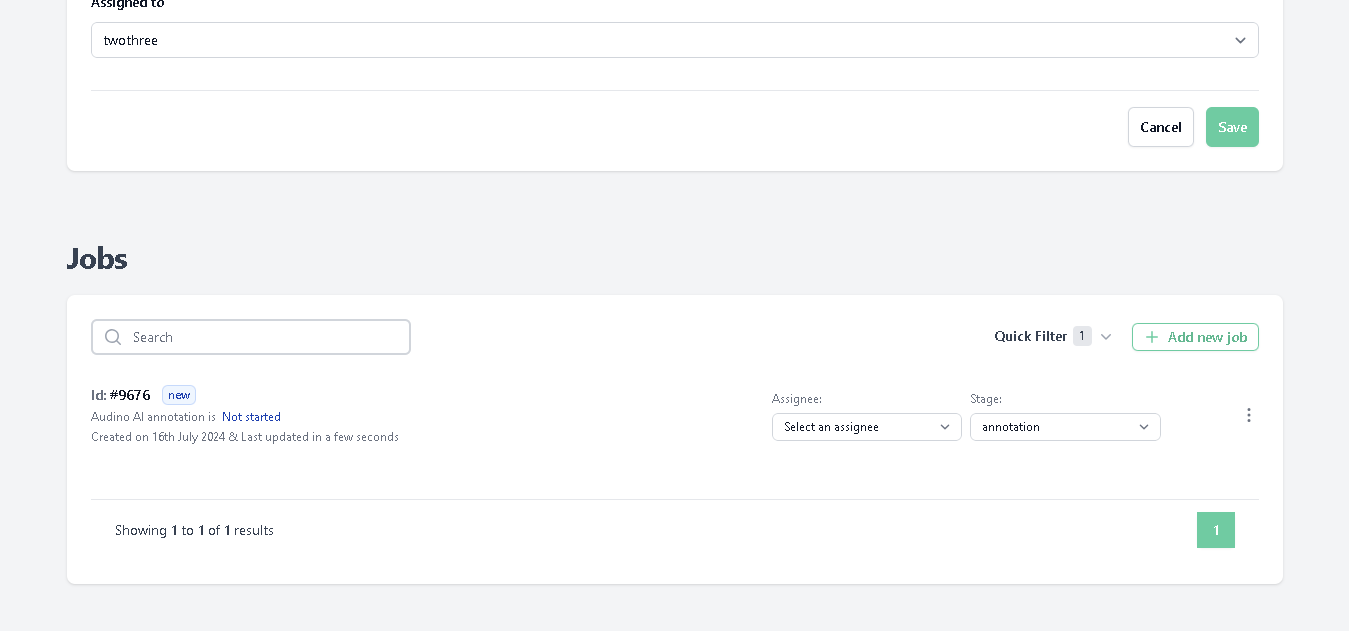 Assigned to
twothree
Cancel Save
Jobs
Search
Quick Filter 1
Add new job
Id: #9676 new
Audino AI annotation is Not started
Created on 16th July 2024 & Last updated in a few seconds
Assignee: Stage:
Select an assignee annotation
Showing 1 to 1 of 1 results
1